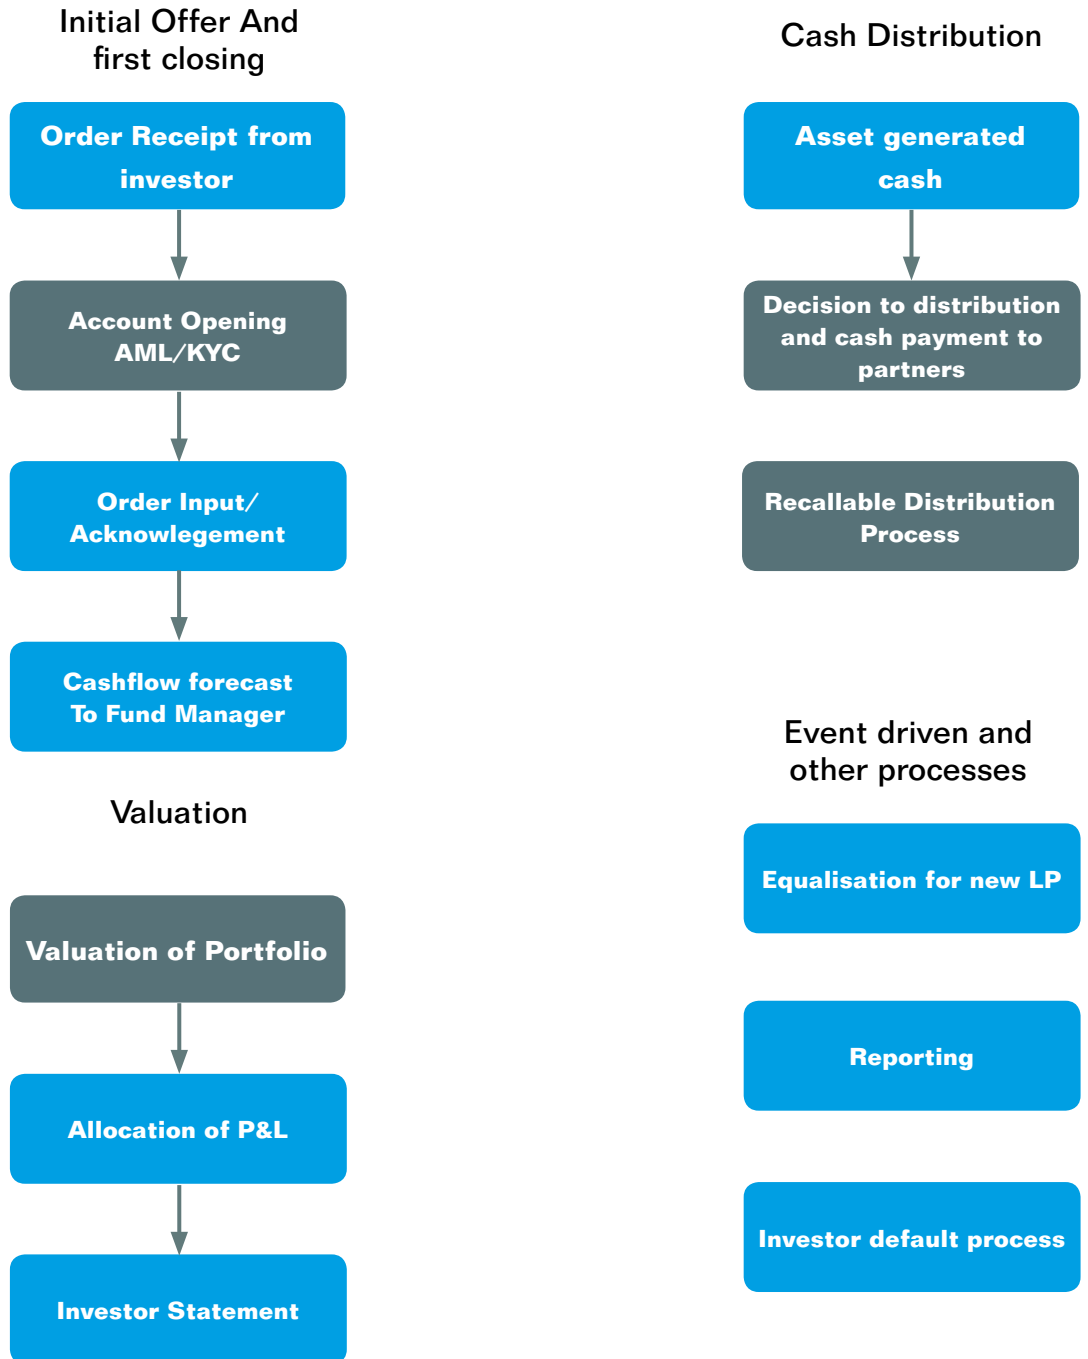 Initial Offer And
first closing
Order Receipt from
investor
Account Opening
AML/KYC
Order Input/
Acknowlegement
Cashflow forecast
To Fund Manager
Valuation
Valuation of Portfolio
Allocation of P&L
Investor Statement
Cash Distribution
Asset generated
cash
Decision to distribution
and cash payment to
partners
Recallable Distribution
Process
Event driven and
other processes
Equalisation for new LP
Reporting
Investor default process